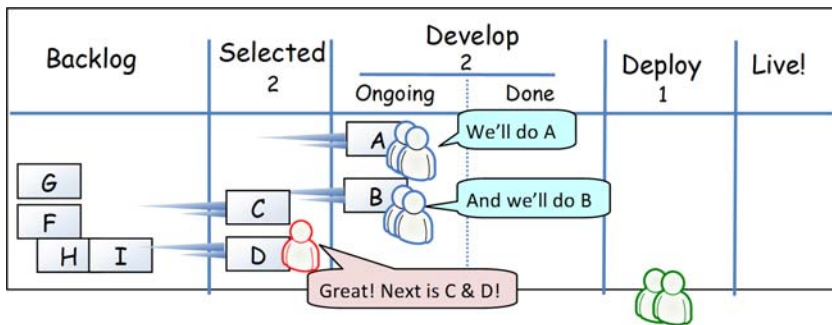 Backlog
Selected
2
Develop
2
Ongoing
Done
Deploy
1
Live!
A
We'll do A
B
And we'll do B
G
F
H
I
C
D
Great! Next is C & D!